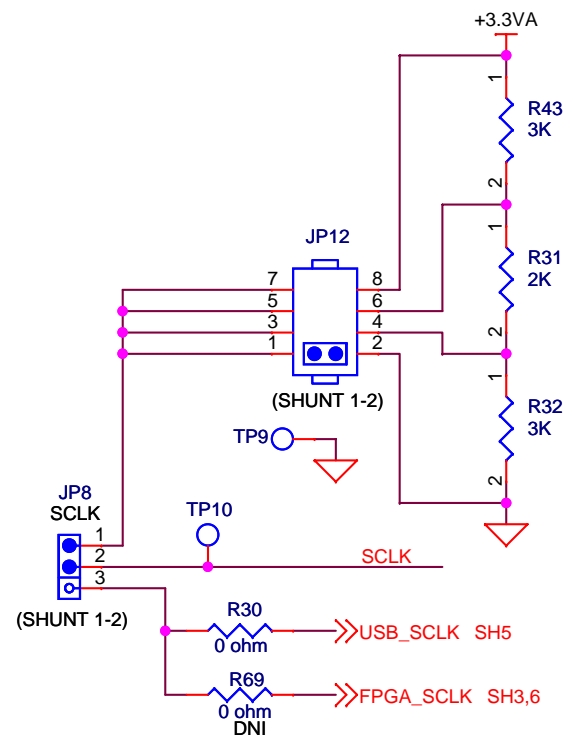 +3.3VA
1
R43
3K
2
1
R31
2K
2
1
R32
3K
2
JP12
7 8
5 6
3 4
1 2
(SHUNT 1-2)
TP9
JP8
SCLK
1
2
3
(SHUNT 1-2)
TP10
SCLK
R30
0 ohm
USB_SCLK SH5
R69
0 ohm
DNI
FPGA_SCLK SH3,6